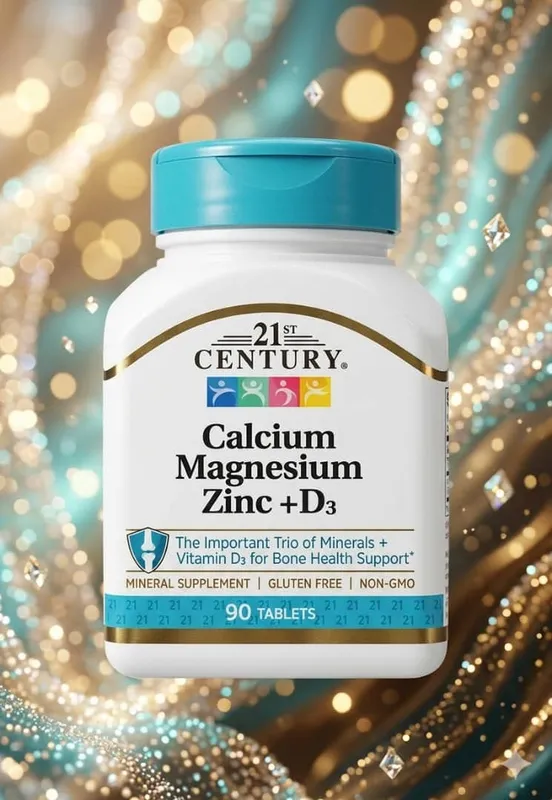 21ST
CENTURY®
Calcium
Magnesium
Zinc +D₃
The Important Trio of Minerals +
Vitamin D₃ for Bone Health Support*
MINERAL SUPPLEMENT | GLUTEN FREE | NON-GMO
90 TABLETS